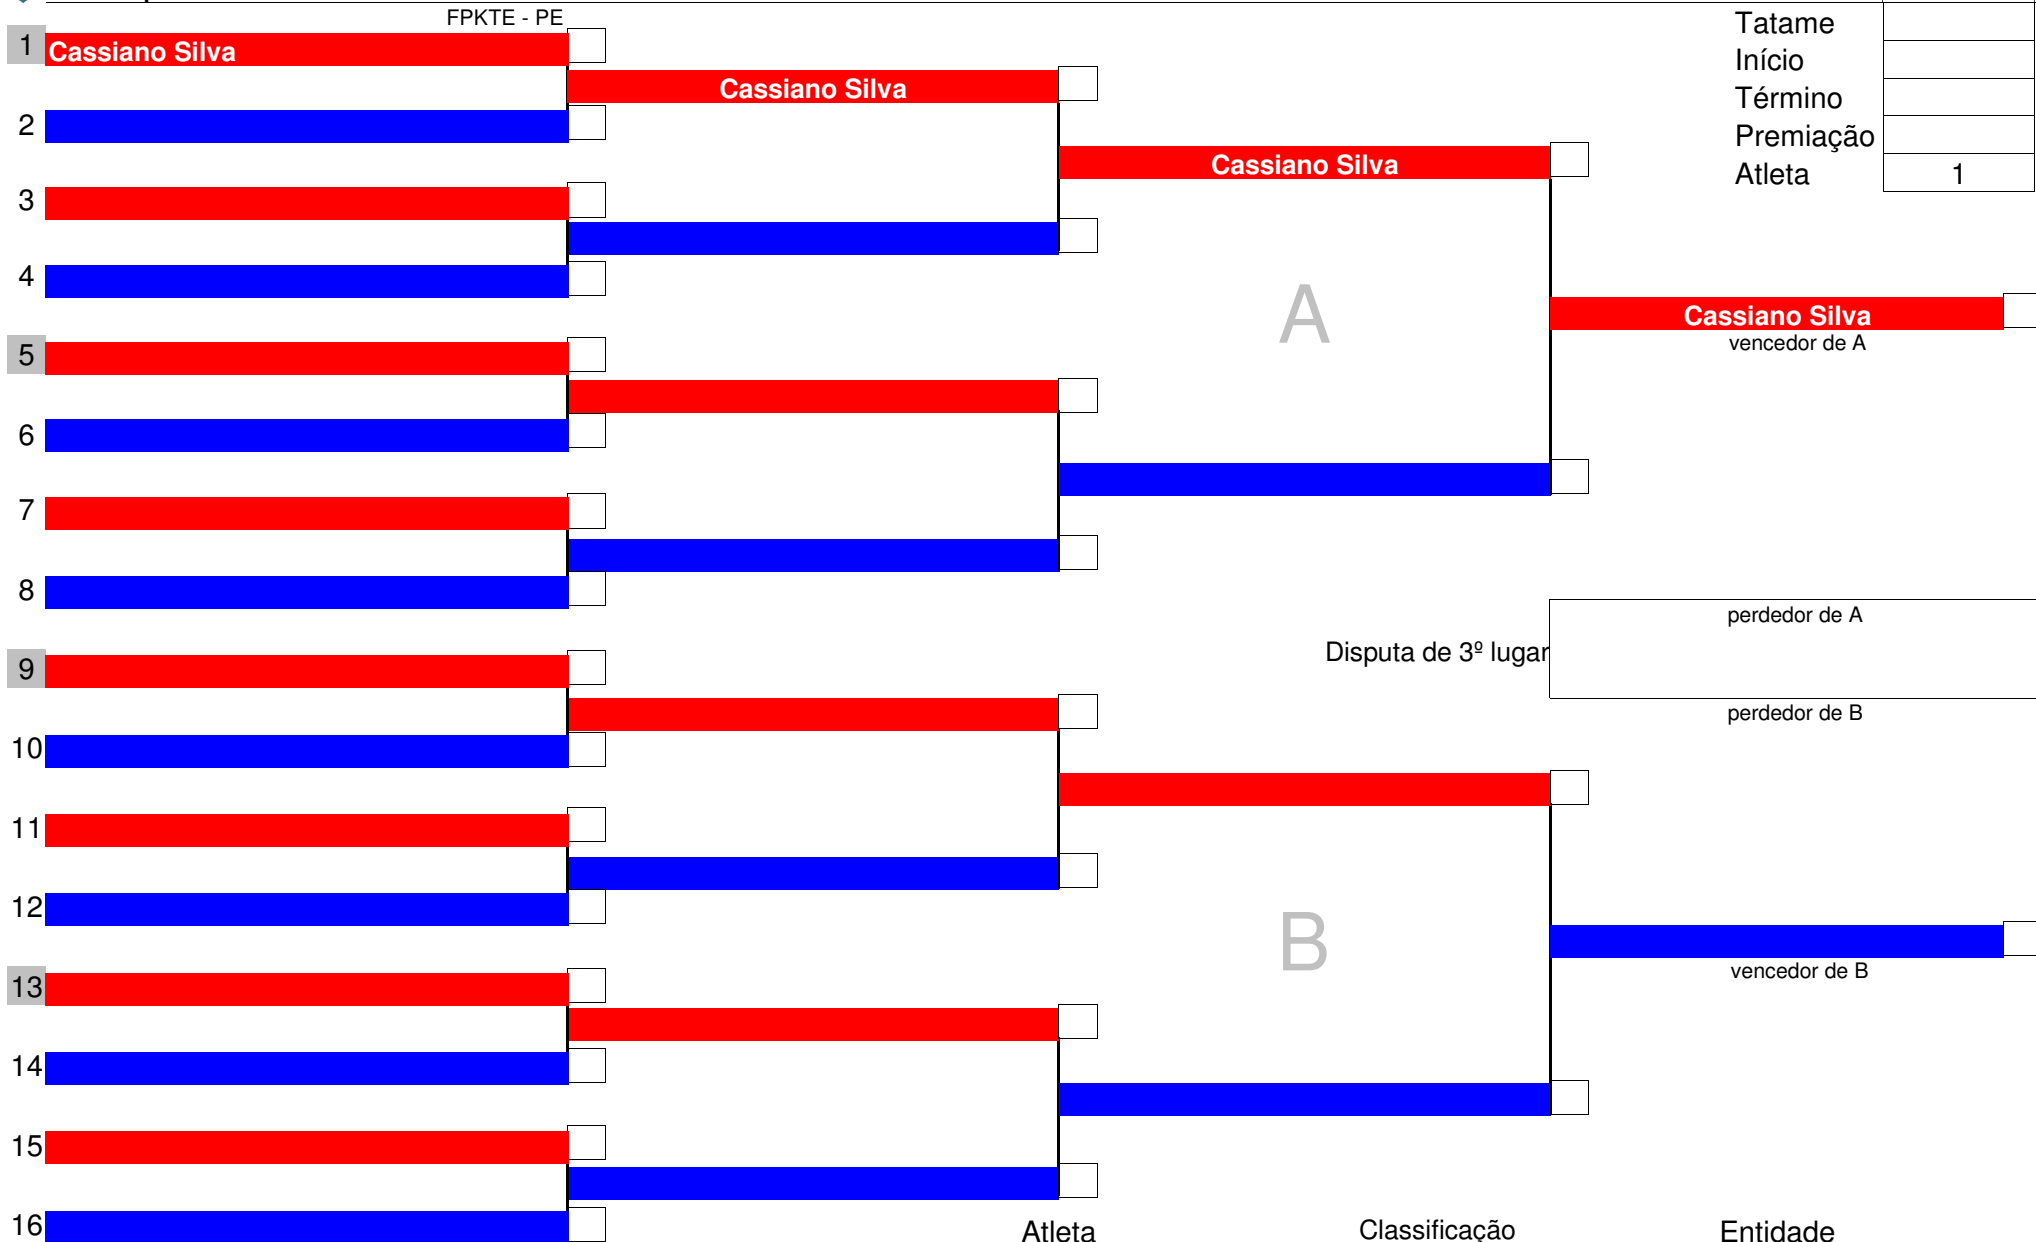 FPKTE - PE
1 Cassiano Silva
Cassiano Silva
Cassiano Silva
Cassiano Silva
vencedor de A
Tatame
Início
Término
Premiação
Atleta 1
2
3
4
A
5
6
7
8
perdedor de A
Disputa de 3º lugar
perdedor de B
9
10
11
12
B
vencedor de B
13
14
15
16
Atleta Classificação Entidade